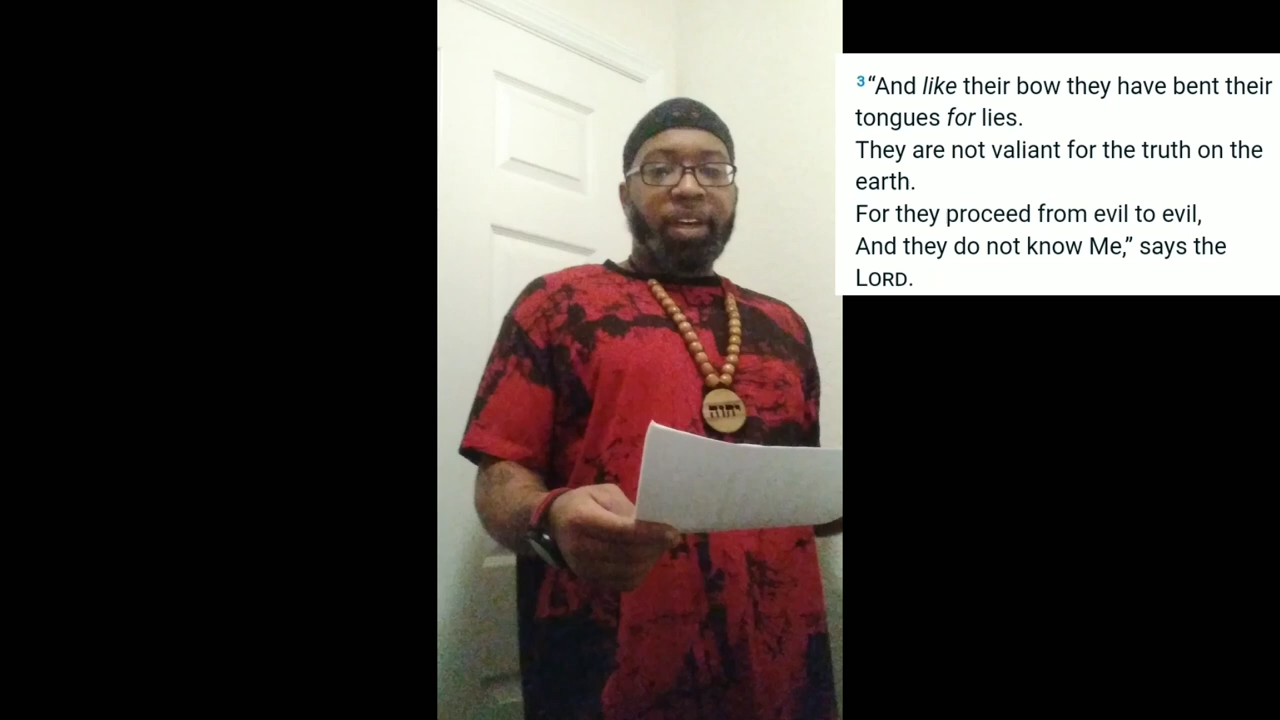 3“And like their bow they have bent their
tongues for lies.
They are not valiant for the truth on the
earth.
For they proceed from evil to evil,
And they do not know Me,” says the
LORD.